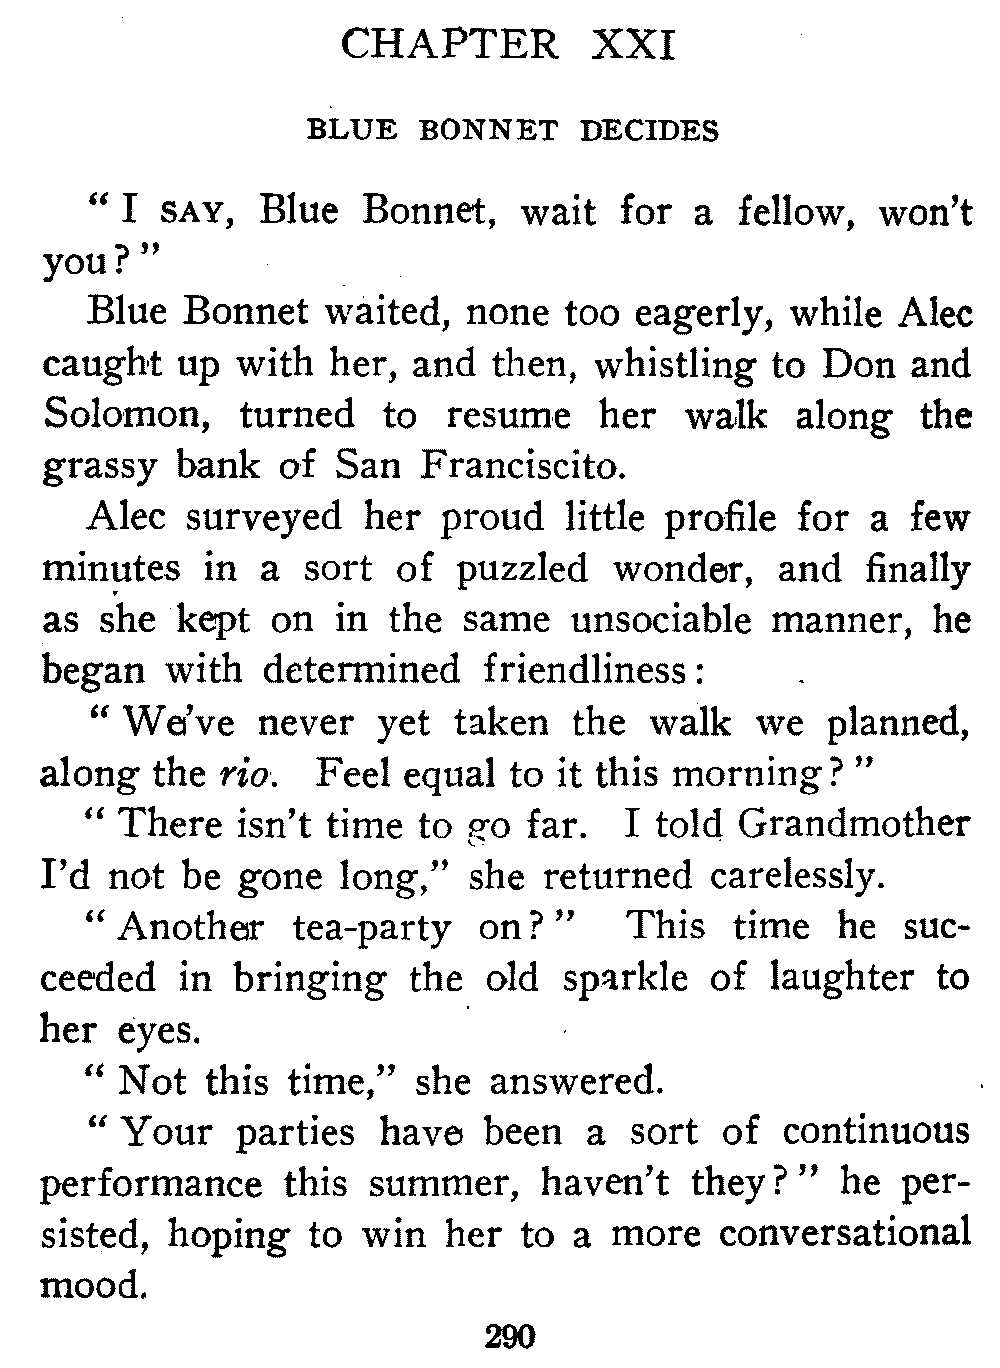 CHAPTER XXI
BLUE BONNET DECIDES
“ I SAY, Blue Bonnet, wait for a fellow, won't
you? ”
Blue Bonnet waited, none too eagerly, while Alec
caught up with her, and then, whistling to Don and
Solomon, turned to resume her walk along the
grassy bank of San Franciscito.
Alec surveyed her proud little profile for a few
minutes in a sort of puzzled wonder, and finally
as she kept on in the same unsociable manner, he
began with determined friendliness:
“ We've never yet taken the walk we planned,
along the rio. Feel equal to it this morning? ”
“ There isn't time to go far. I told Grandmother
I'd not be gone long,” she returned carelessly.
“ Another tea-party on? ” This time he suc-
ceeded in bringing the old sparkle of laughter to
her eyes.
“ Not this time,” she answered.
“ Your parties have been a sort of continuous
performance this summer, haven't they? ” he per-
sisted, hoping to win her to a more conversational
mood.
290